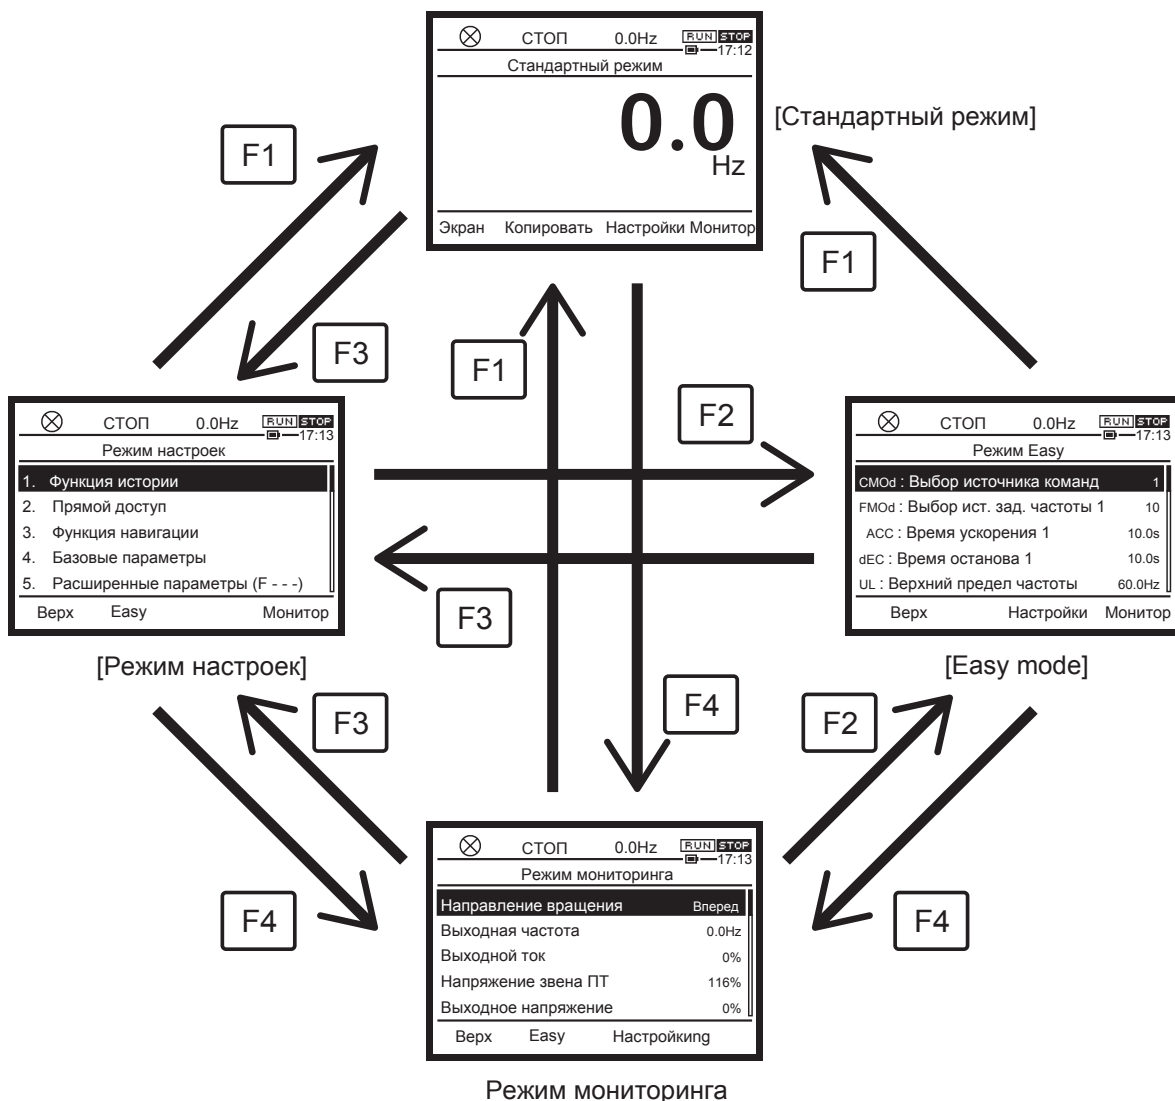 СТОП 0.0Hz RUN STOP
17:12
Стандартный режим
0.0
Hz
Экран Копировать Настройки Монитор
[Стандартный режим]
F1
F1
F3
F1
F2
СТОП 0.0Hz RUN STOP
17:13
Режим настроек
1. Функция истории
2. Прямой доступ
3. Функция навигации
4. Базовые параметры
5. Расширенные параметры (F - - -)
Верх Easy Монитор
[Режим настроек]
СТОП 0.0Hz RUN STOP
17:13
Режим Easy
CMOd : Выбор источника команд 1
FMOd : Выбор ист. зад. частоты 1 10
ACC : Время ускорения 1 10.0s
dEC : Время останова 1 10.0s
UL : Верхний предел частоты 60.0Hz
Верх Настройки Монитор
[Easy mode]
F3
F3
F4
F2
F4
F4
СТОП 0.0Hz RUN STOP
17:13
Режим мониторинга
Направление вращения Вперед
Выходная частота 0.0Hz
Выходной ток 0%
Напряжение звена ПТ 116%
Выходное напряжение 0%
Верх Easy Настройкиng
Режим мониторинга